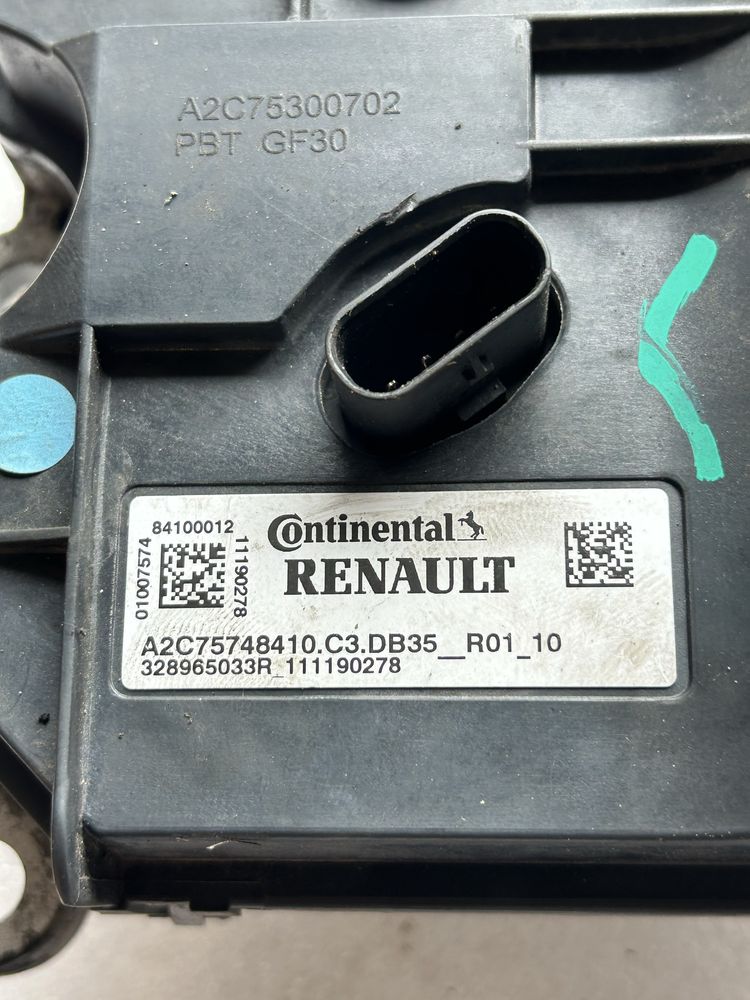 A2C75300702
PBT GF30
84100012
01007574
11190278
Continental
RENAULT
A2C75748410.C3.DB35__R01_10
328965033R_111190278